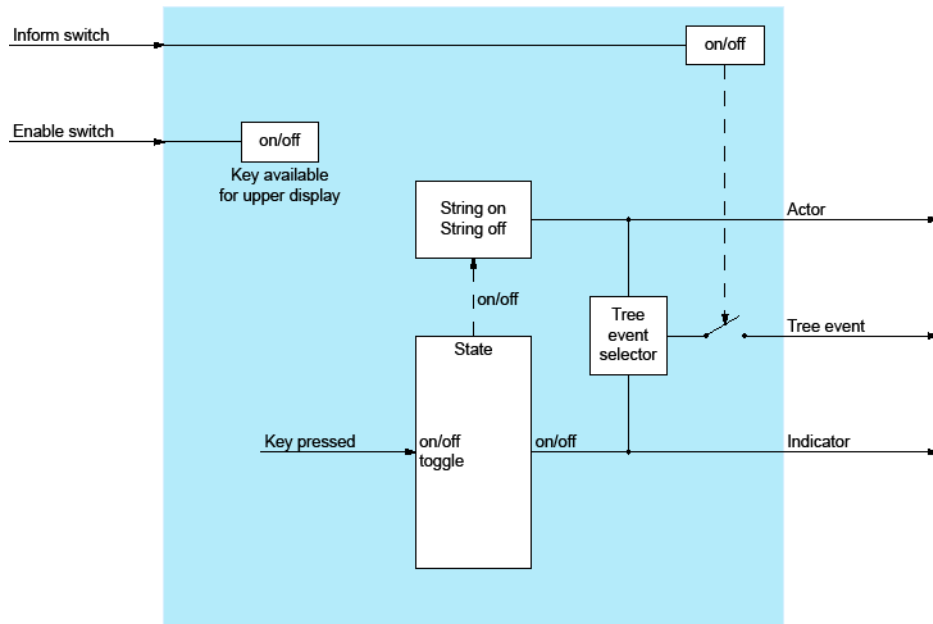 Inform switch
on/off
Enable switch
on/off
Key available
for upper display
String on
String off
Actor
on/off
Tree
event
selector
Tree event
State
Key pressed
on/off
toggle
on/off
Indicator